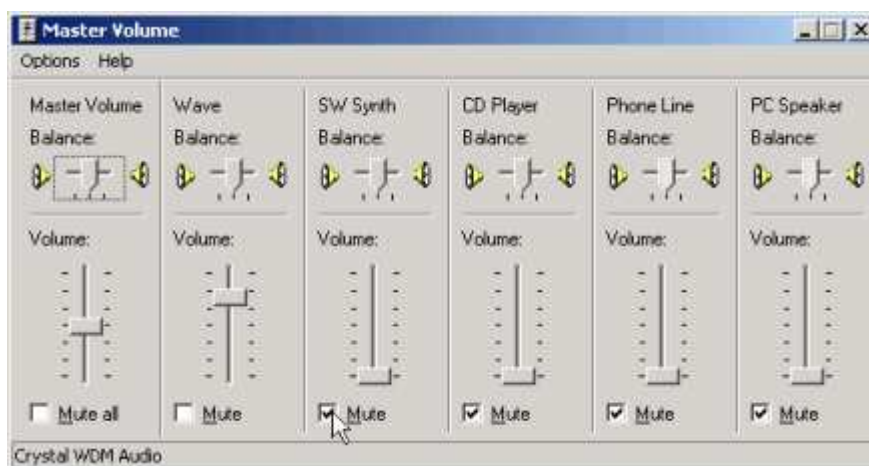 Master Volume
Options Help
Master Volume Wave SW Synth CD Player Phone Line PC Speaker
Balance: Balance: Balance: Balance: Balance: Balance:
Volume: Volume: Volume: Volume: Volume: Volume:
Mute all Mute Mute Mute Mute Mute
Crystal WDM Audio